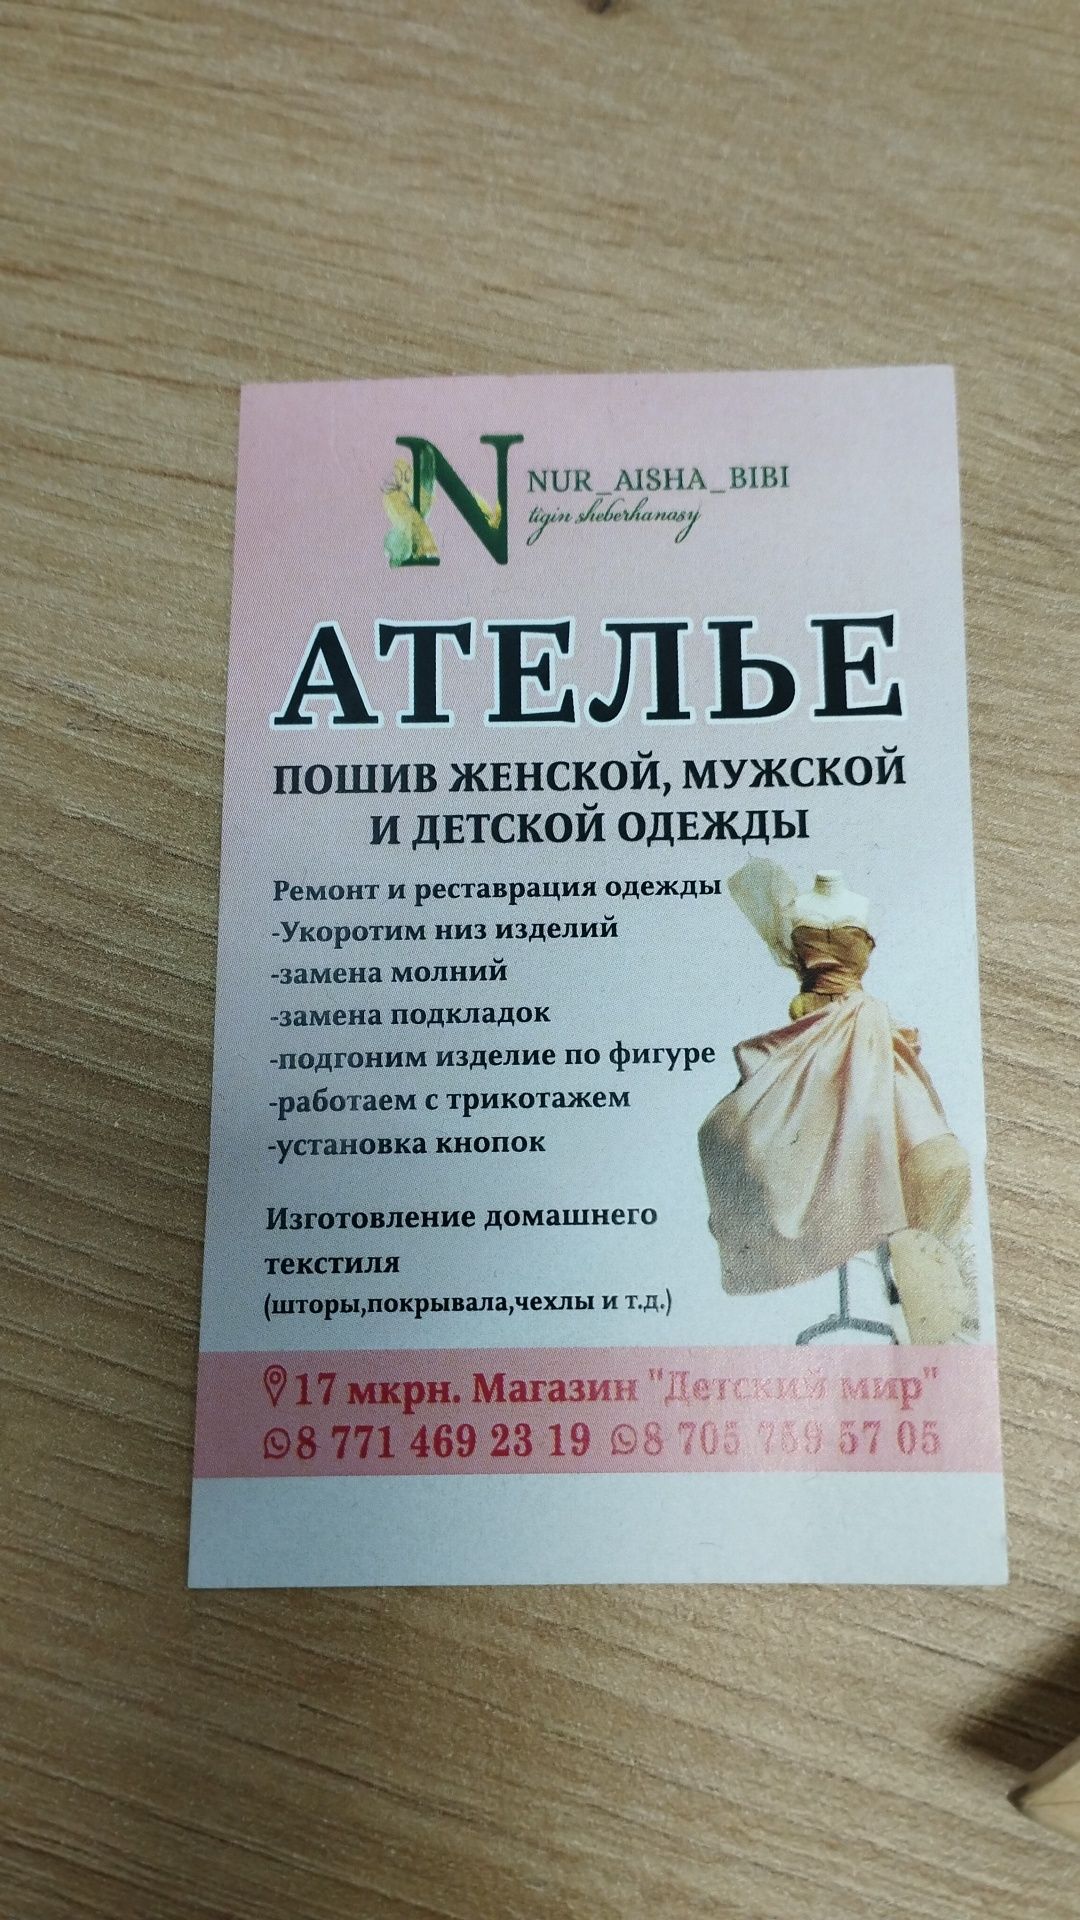 NUR_AISHA_BIBI
tigin sheberhanasy
АТЕЛЬЕ
ПОШИВ ЖЕНСКОЙ, МУЖСКОЙ
И ДЕТСКОЙ ОДЕЖДЫ
Ремонт и реставрация одежды
-Укоротим низ изделий
-замена молний
-замена подкладок
-подгоним изделие по фигуре
-работаем с трикотажем
-установка кнопок
Изготовление домашнего
текстиля
(шторы,покрывала,чехлы и т.д.)
17 мкрн. Магазин "Детский мир"
8 771 469 23 19 8 705 759 57 05